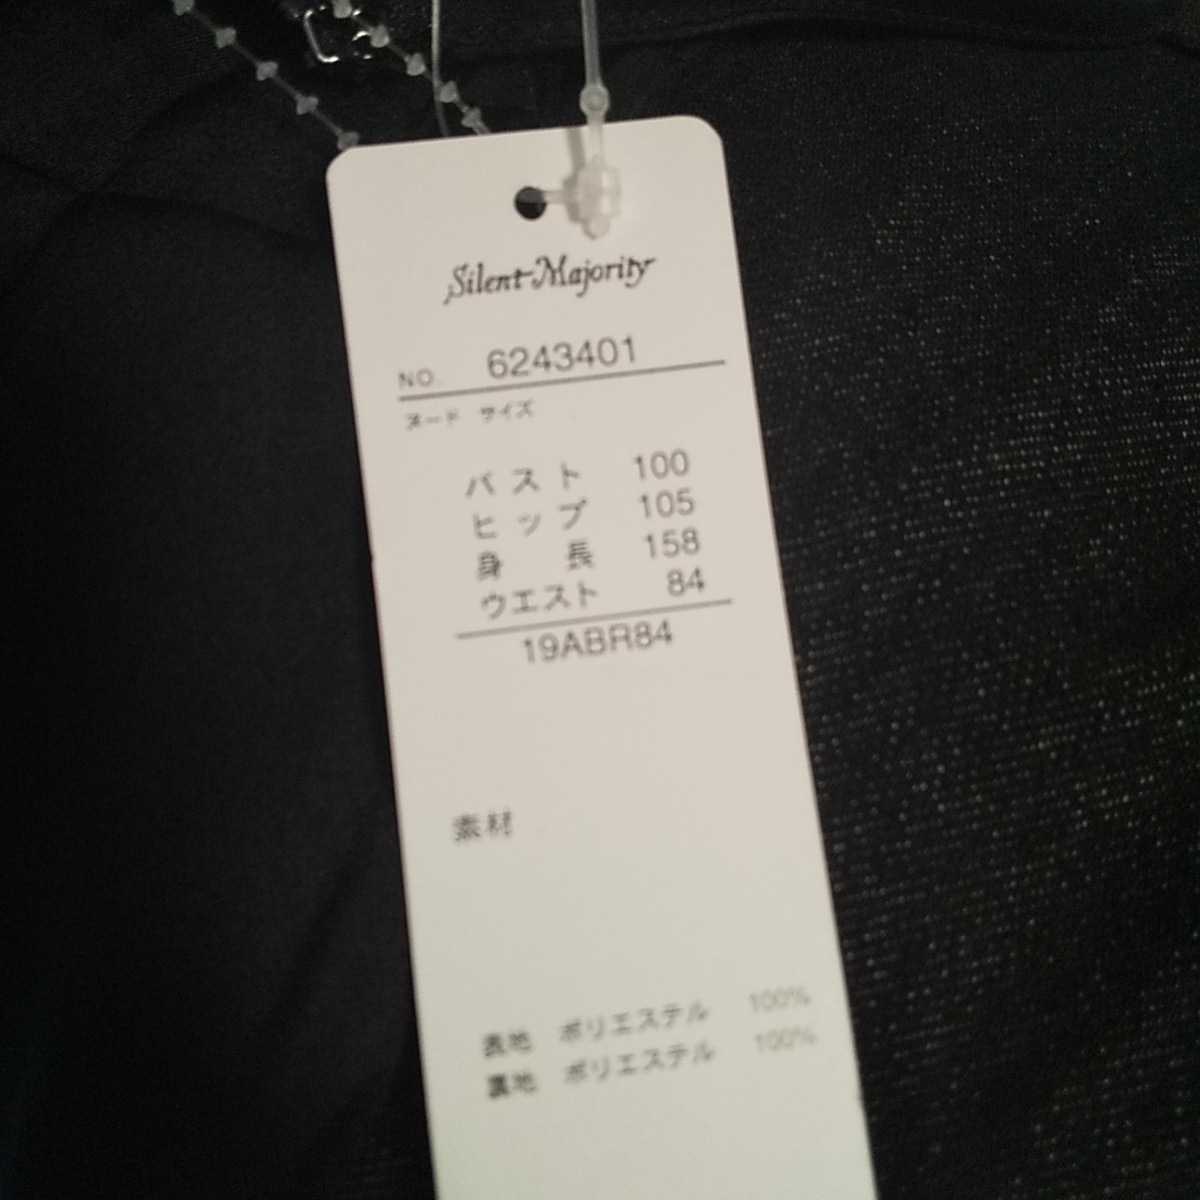 Silent Majority
NO. 6243401
ヌード サイズ
バスト 100
ヒップ 105
身長 158
ウエスト 84
19ABR84
素材
表地 ポリエステル 100%
裏地 ポリエステル 100%